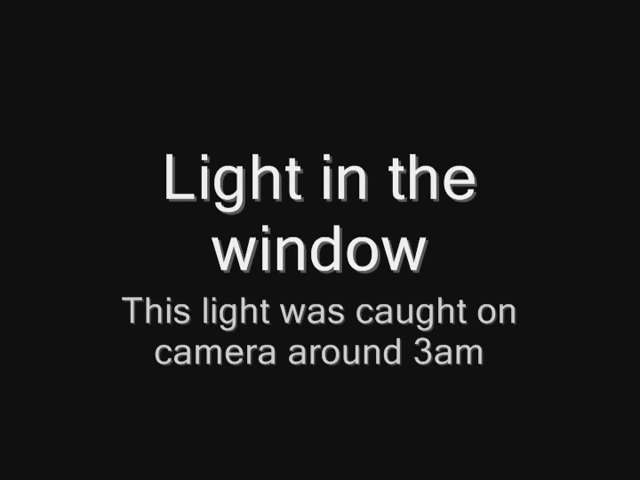 Light in the
window
This light was caught on
camera around 3am